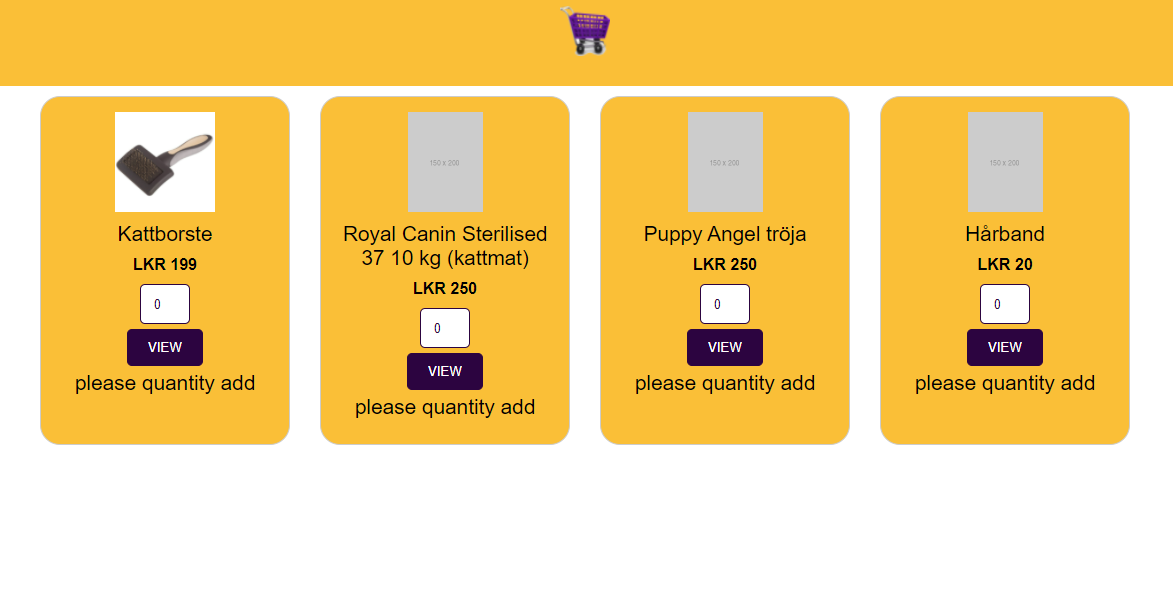 Kattborste
LKR 199
0
VIEW
please quantity add
150 x 200
Royal Canin Sterilised
37 10 kg (kattmat)
LKR 250
0
VIEW
please quantity add
150 x 200
Puppy Angel tröja
LKR 250
0
VIEW
please quantity add
150 x 200
Hårband
LKR 20
0
VIEW
please quantity add